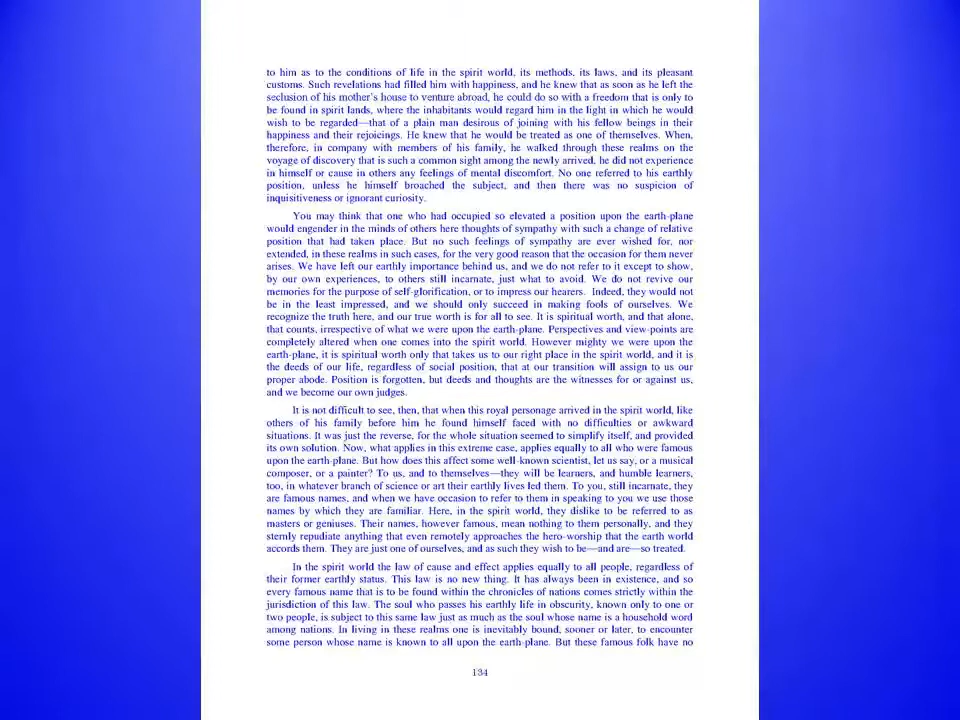 to him as to the conditions of life in the spirit world, its methods, its laws, and its pleasant
customs. Such revelations had filled him with happiness, and he knew that as soon as he left the
seclusion of his mother's house to venture abroad, he could do so with a freedom that is only to
be found in spirit lands, where the inhabitants would regard him in the light in which he would
wish to be regarded—that of a plain man desirous of joining with his fellow beings in their
happiness and their rejoicings. He knew that he would be treated as one of themselves. When,
therefore, in company with members of his family, he walked through these realms on the
voyage of discovery that is such a common sight among the newly arrived, he did not experience
in himself or cause in others any feelings of mental discomfort. No one referred to his earthly
position, unless he himself broached the subject, and then there was no suspicion of
inquisitiveness or ignorant curiosity.
You may think that one who had occupied so elevated a position upon the earth-plane
would engender in the minds of others here thoughts of sympathy with such a change of relative
position that had taken place. But no such feelings of sympathy are ever wished for, nor
extended, in these realms in such cases, for the very good reason that the occasion for them never
arises. We have left our earthly importance behind us, and we do not refer to it except to show,
by our own experiences, to others still incarnate, just what to avoid. We do not revive our
memories for the purpose of self-glorification, or to impress our hearers. Indeed, they would not
be in the least impressed, and we should only succeed in making fools of ourselves. We
recognize the truth here, and our true worth is for all to see. It is spiritual worth, and that alone,
that counts, irrespective of what we were upon the earth-plane. Perspectives and view-points are
completely altered when one comes into the spirit world. However mighty we were upon the
earth-plane, it is spiritual worth only that takes us to our right place in the spirit world, and it is
the deeds of our life, regardless of social position, that at our transition will assign to us our
proper abode. Position is forgotten, but deeds and thoughts are the witnesses for or against us,
and we become our own judges.
It is not difficult to see, then, that when this royal personage arrived in the spirit world, like
others of his family before him he found himself faced with no difficulties or awkward
situations. It was just the reverse, for the whole situation seemed to simplify itself, and provided
its own solution. Now, what applies in this extreme case, applies equally to all who were famous
upon the earth-plane. But how does this affect some well-known scientist, let us say, or a musical
composer, or a painter? To us, and to themselves—they will be learners, and humble learners,
too, in whatever branch of science or art their earthly lives led them. To you, still incarnate, they
are famous names, and when we have occasion to refer to them in speaking to you we use those
names by which they are familiar. Here, in the spirit world, they dislike to be referred to as
masters or geniuses. Their names, however famous, mean nothing to them personally, and they
sternly repudiate anything that even remotely approaches the hero-worship that the earth world
accords them. They are just one of ourselves, and as such they wish to be—and are—so treated.
In the spirit world the law of cause and effect applies equally to all people, regardless of
their former earthly status. This law is no new thing. It has always been in existence, and so
every famous name that is to be found within the chronicles of nations comes strictly within the
jurisdiction of this law. The soul who passes his earthly life in obscurity, known only to one or
two people, is subject to this same law just as much as the soul whose name is a household word
among nations. In living in these realms one is inevitably bound, sooner or later, to encounter
some person whose name is known to all upon the earth-plane. But these famous folk have no
134